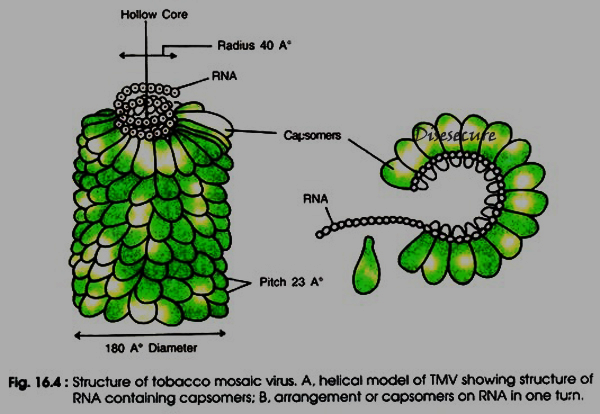 Hollow Core
Radius 40 A°
RNA
Capsomers
Disesecure
RNA
Pitch 23 A°
180 A° Diameter
Fig. 16.4 : Structure of tobacco mosaic virus. A, helical model of TMV showing structure of
RNA containing capsomers; B, arrangement or capsomers on RNA in one turn.